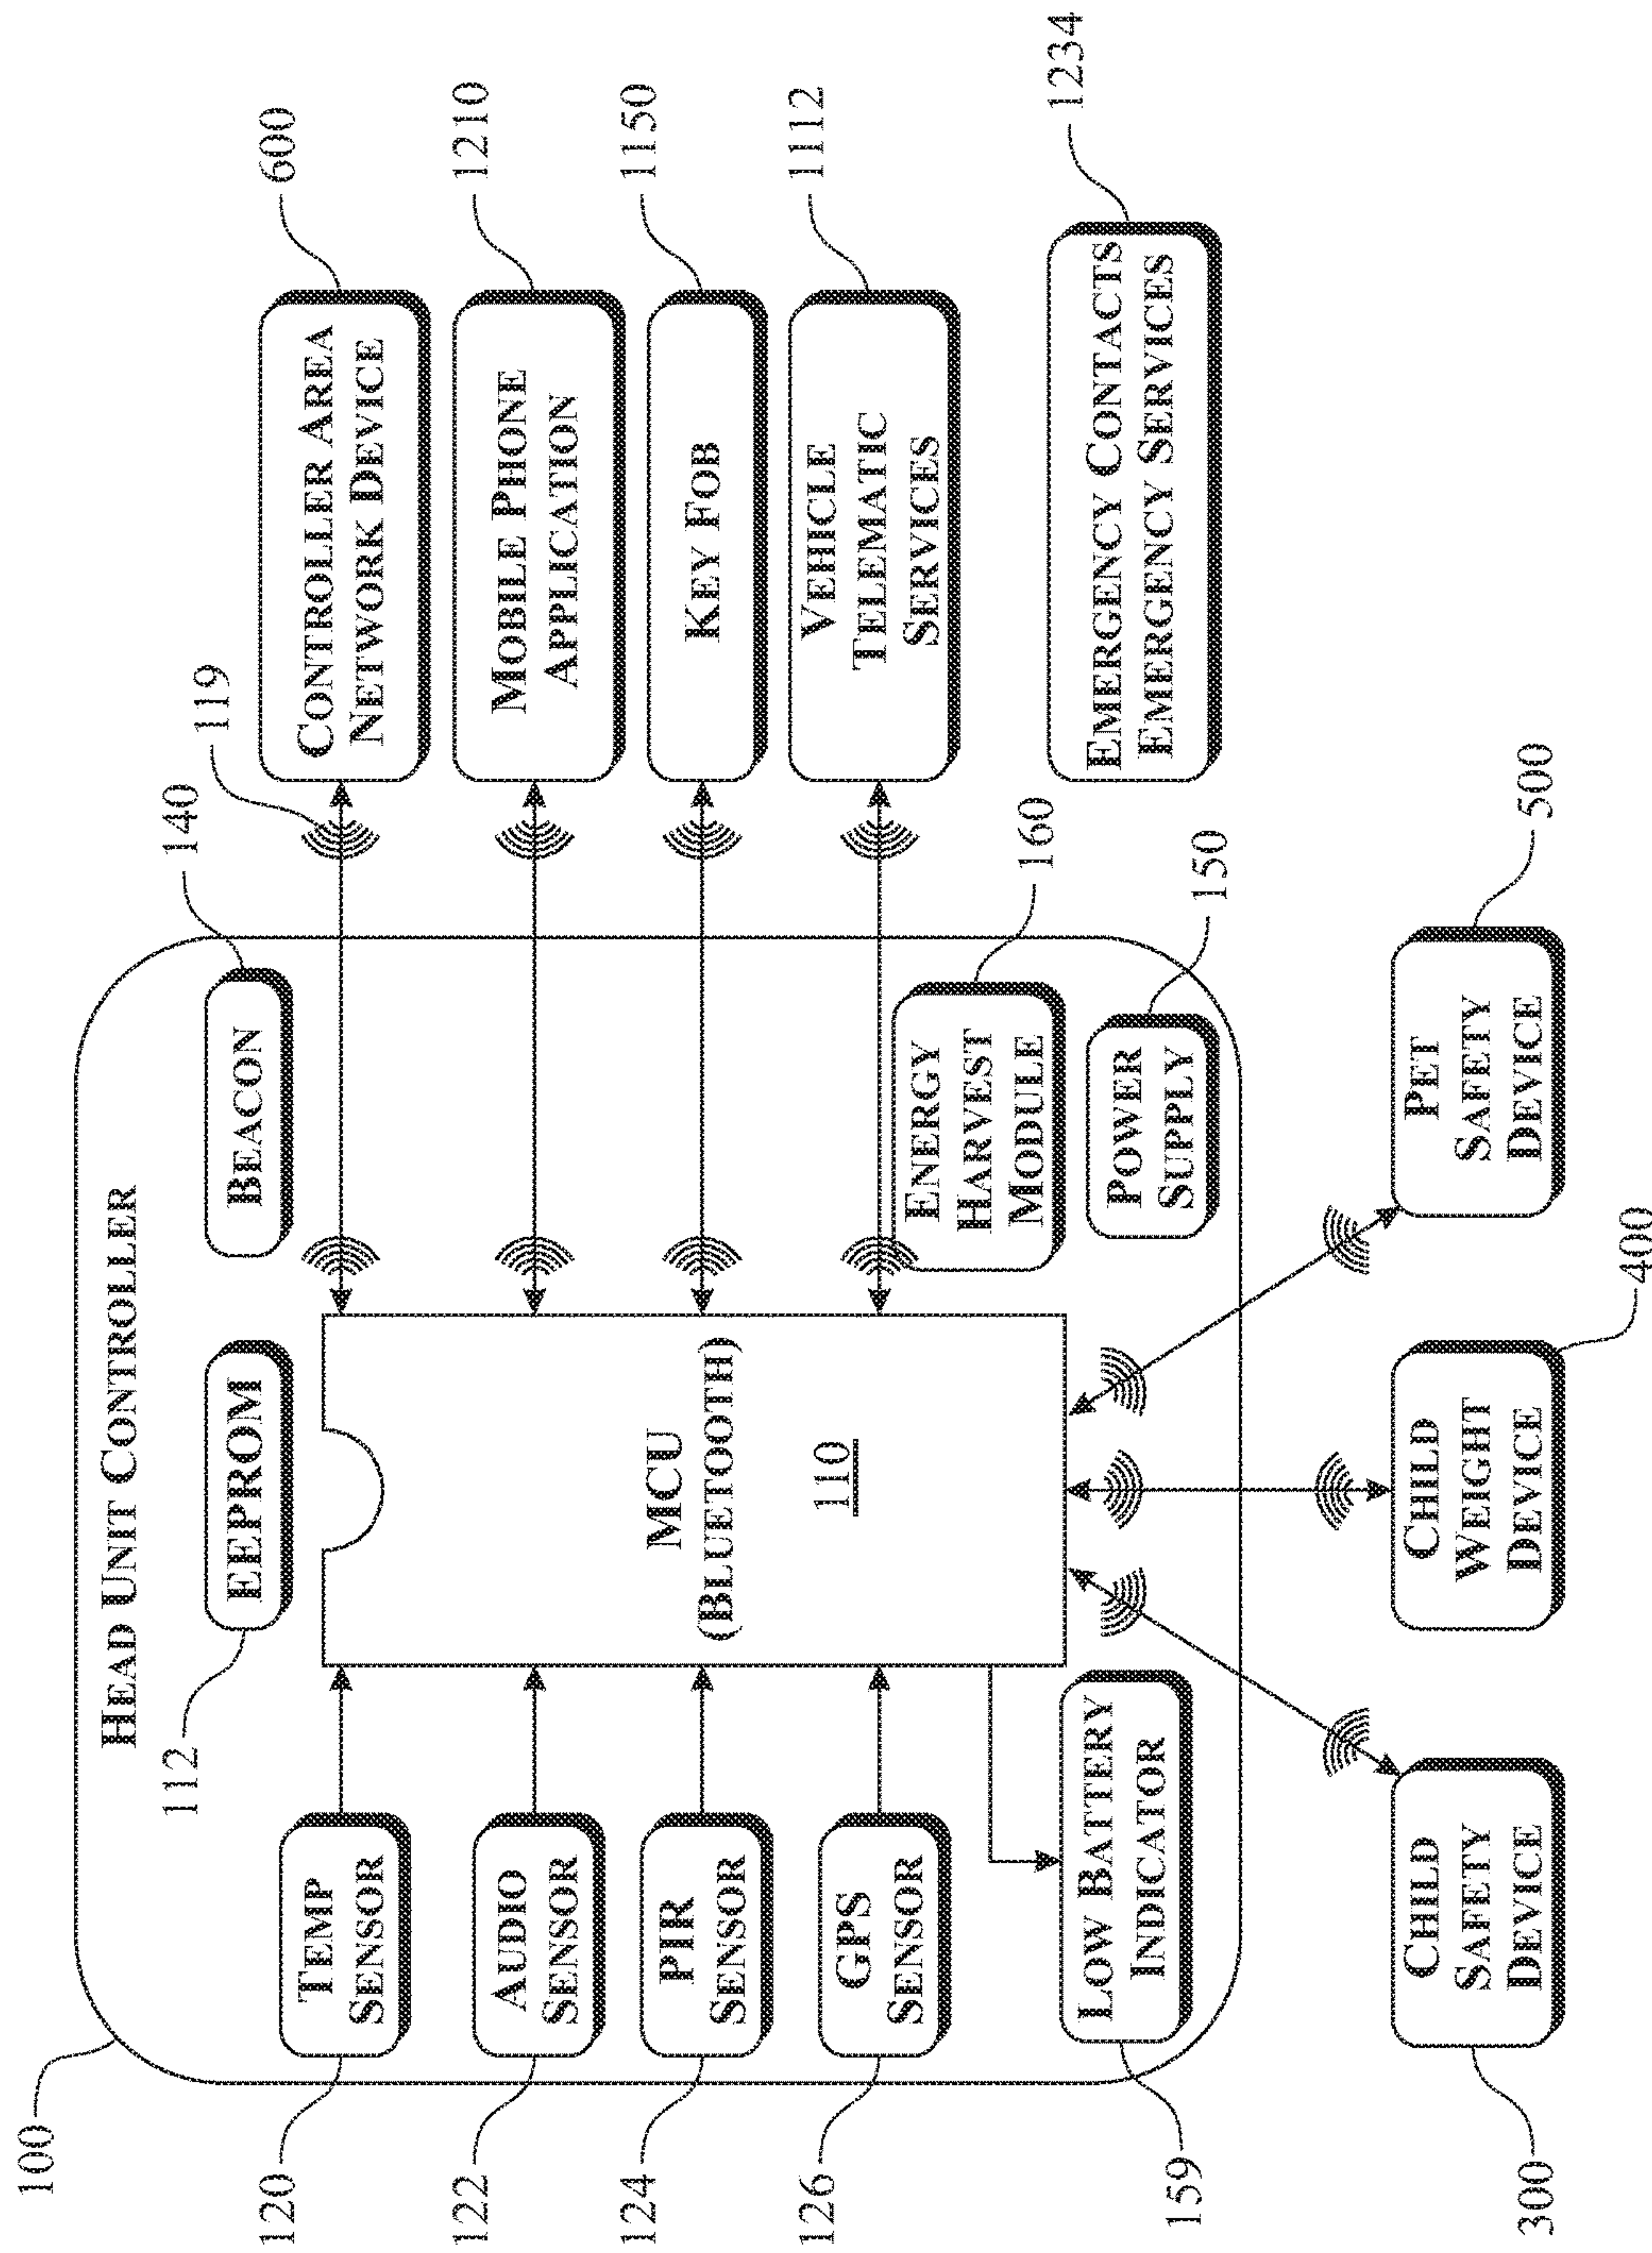 100
HEAD UNIT CONTROLLER
112
EEPROM
BEACON
140
119
120
TEMP
SENSOR
122
AUDIO
SENSOR
124
PIR
SENSOR
126
GPS
SENSOR
MCU
(BLUETOOTH)
110
CONTROLLER AREA
NETWORK DEVICE
600
MOBILE PHONE
APPLICATION
1210
KEY FOB
1150
VEHICLE
TELEMATIC
SERVICES
1112
ENERGY
HARVEST
MODULE
160
POWER
SUPPLY
150
EMERGENCY CONTACTS
EMERGENCY SERVICES
1234
159
LOW BATTERY
INDICATOR
300
CHILD
SAFETY
DEVICE
CHILD
WEIGHT
DEVICE
400
PET
SAFETY
DEVICE
500